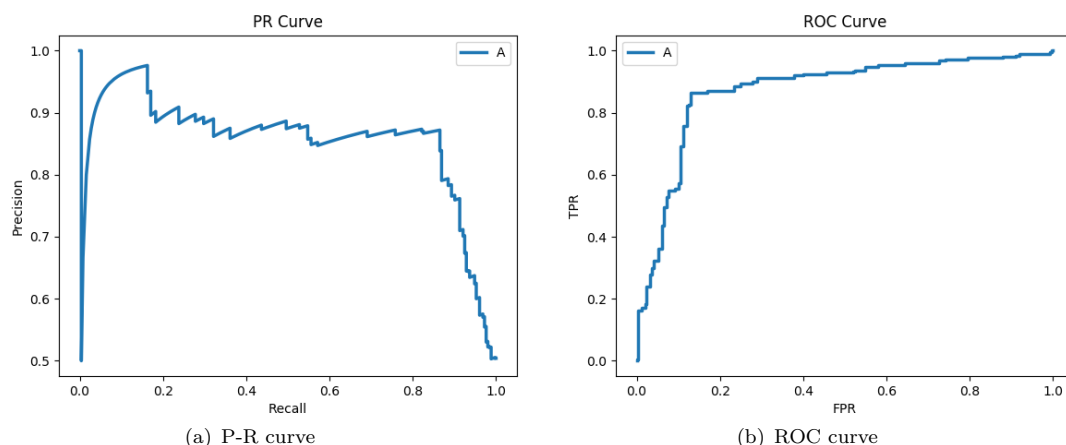 PR Curve
A
1.0
0.9
0.8
0.7
0.6
0.5
Precision
0.0 0.2 0.4 0.6 0.8 1.0
Recall
(a) P-R curve
ROC Curve
A
1.0
0.8
0.6
0.4
0.2
0.0
TPR
0.0 0.2 0.4 0.6 0.8 1.0
FPR
(b) ROC curve